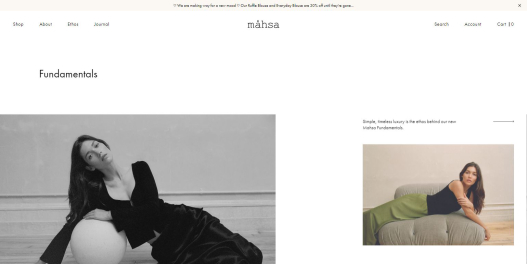 We are making way for a new mood! Our Ruffle Blouse and Everyday Blouse are 20% off until they're gone...
Shop About Ethos Journal
måhsa
Search Account Cart
Fundamentals
Simple, timeless luxury is the ethos behind our new
Mahsa Fundamentals.